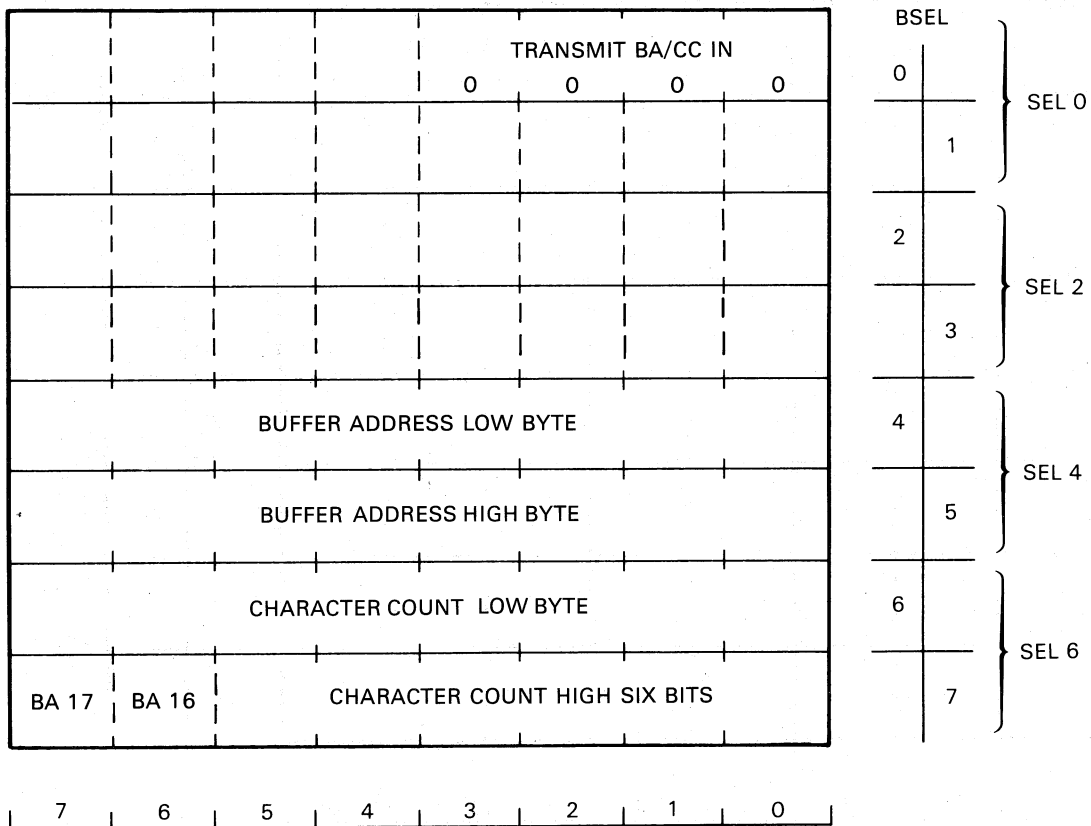 BSEL
TRANSMIT BA/CC IN
0 0 0 0
0
SEL 0
1
2
SEL 2
3
BUFFER ADDRESS LOW BYTE
4
SEL 4
BUFFER ADDRESS HIGH BYTE
5
CHARACTER COUNT LOW BYTE
6
SEL 6
BA 17 BA 16 CHARACTER COUNT HIGH SIX BITS
7
7 6 5 4 3 2 1 0